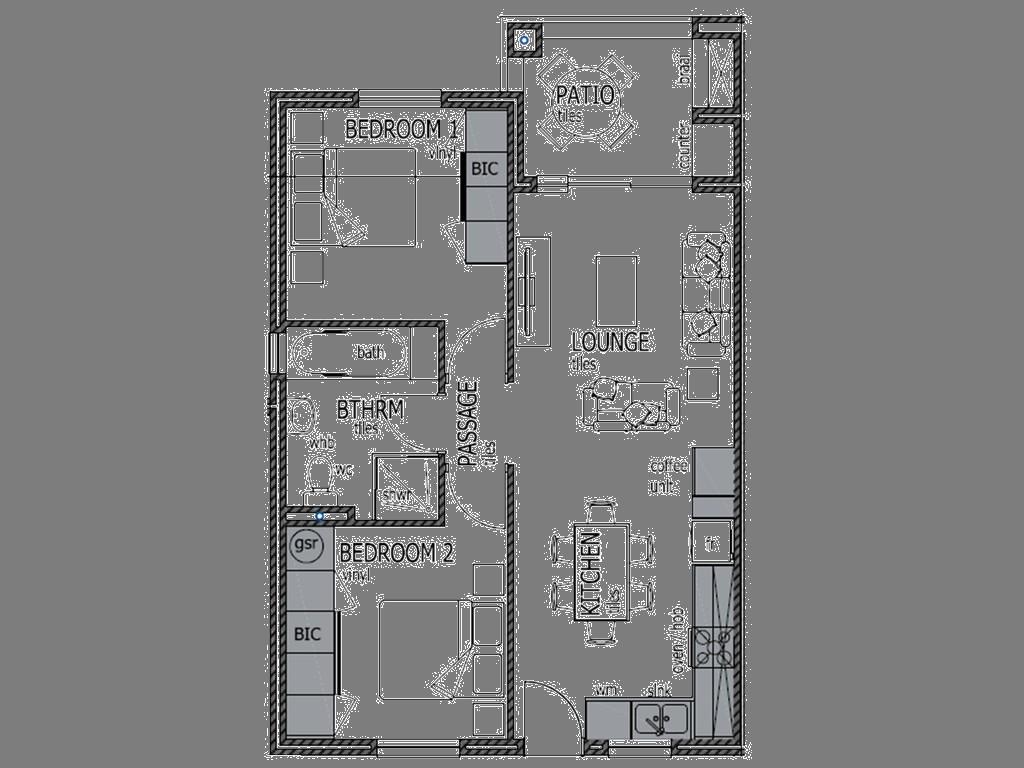 braai
PATIO
tiles
counter
BEDROOM 1
vinyl
BIC
LOUNGE
tiles
bath
BTHRM
tiles
PASSAGE
tiles
whb
wc
shwr
coffee
unit
gsr
BEDROOM 2
vinyl
KITCHEN
tiles
BIC
oven/hob
wm
sink